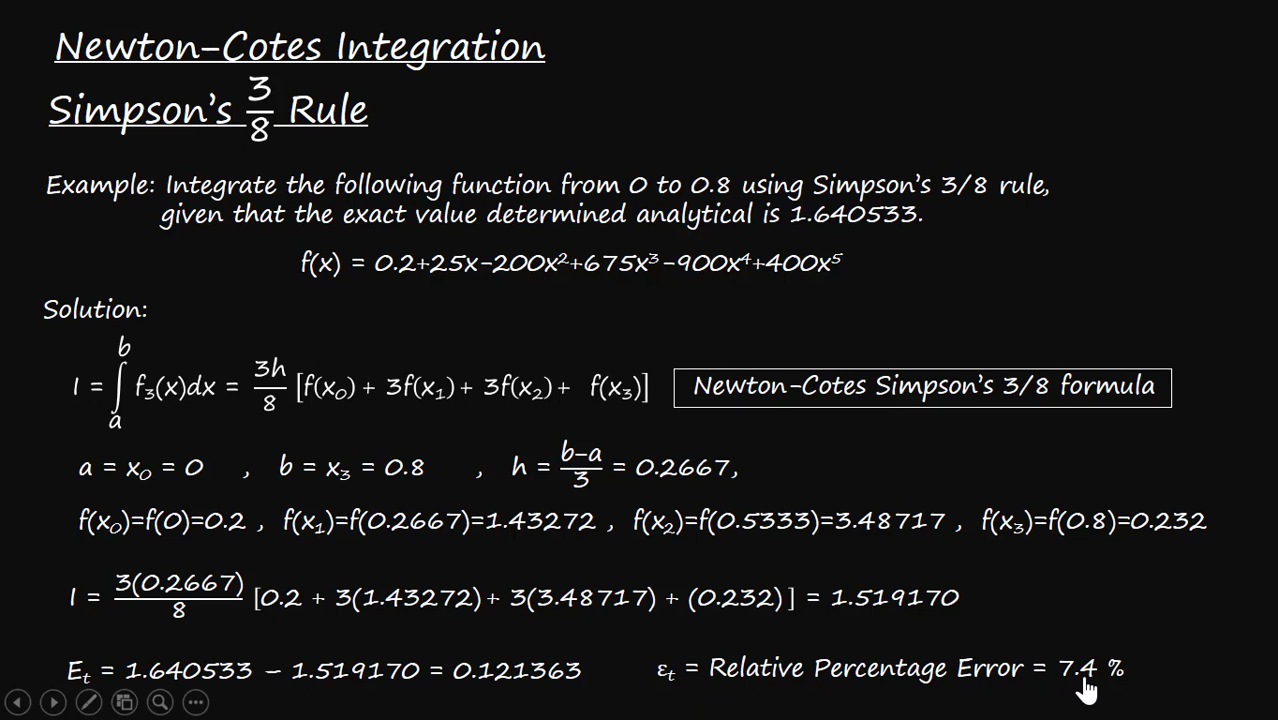 Newton-Cotes Integration
Simpson's 3/8 Rule
Example: Integrate the following function from 0 to 0.8 using Simpson's 3/8 rule,
given that the exact value determined analytical is 1.640533.
f(x) = 0.2+25x-200x²+675x³-900x⁴+400x⁵
Solution:
I = ∫ₐᵇ f₃(x)dx = 3h/8 [f(x₀) + 3f(x₁) + 3f(x₂) + f(x₃)] Newton-Cotes Simpson's 3/8 formula
a = x₀ = 0 , b = x₃ = 0.8 , h = (b-a)/3 = 0.2667,
f(x₀)=f(0)=0.2 , f(x₁)=f(0.2667)=1.43272 , f(x₂)=f(0.5333)=3.48717 , f(x₃)=f(0.8)=0.232
I = 3(0.2667)/8 [0.2 + 3(1.43272) + 3(3.48717) + (0.232)] = 1.519170
Eₜ = 1.640533 - 1.519170 = 0.121363 εₜ = Relative Percentage Error = 7.4 %